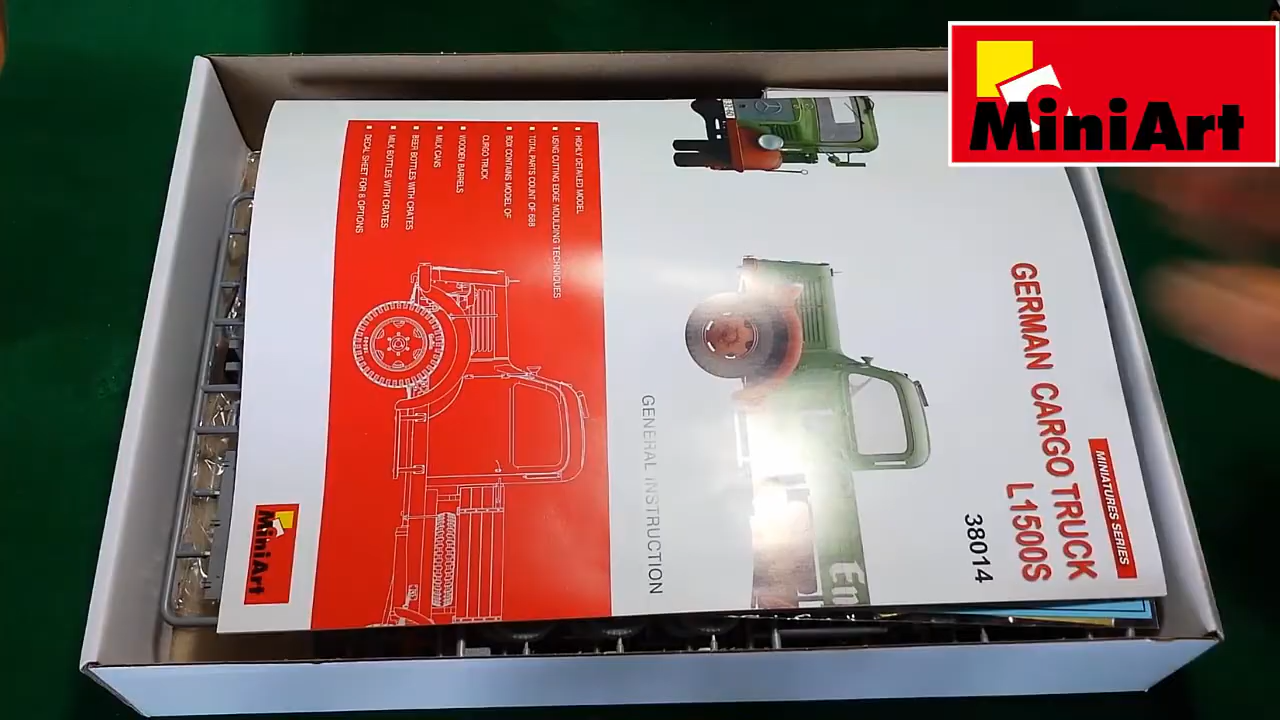 MiniArt
MINIATURES SERIES
GERMAN CARGO TRUCK
L1500S
38014
GENERAL INSTRUCTION
HIGHLY DETAILED MODEL
USING CUTTING EDGE MOULDING TECHNIQUES
TOTAL PARTS COUNT OF 688
BOX CONTAINS MODEL OF
CURGO TRUCK
WOODEN BARRELS
MILK CANS
BEER BOTTLES WITH CRATES
MILK BOTTLES WITH CRATES
DECAL SHEET FOR 8 OPTIONS
MiniArt